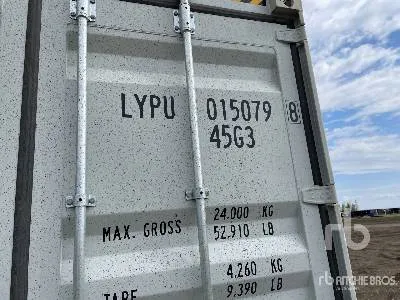 LYPU 015079 8
45G3
MAX. GROSS 24.000 KG
52.910 LB
TARE 4.260 KG
9.390 LB
rb
RITCHIE BROS.